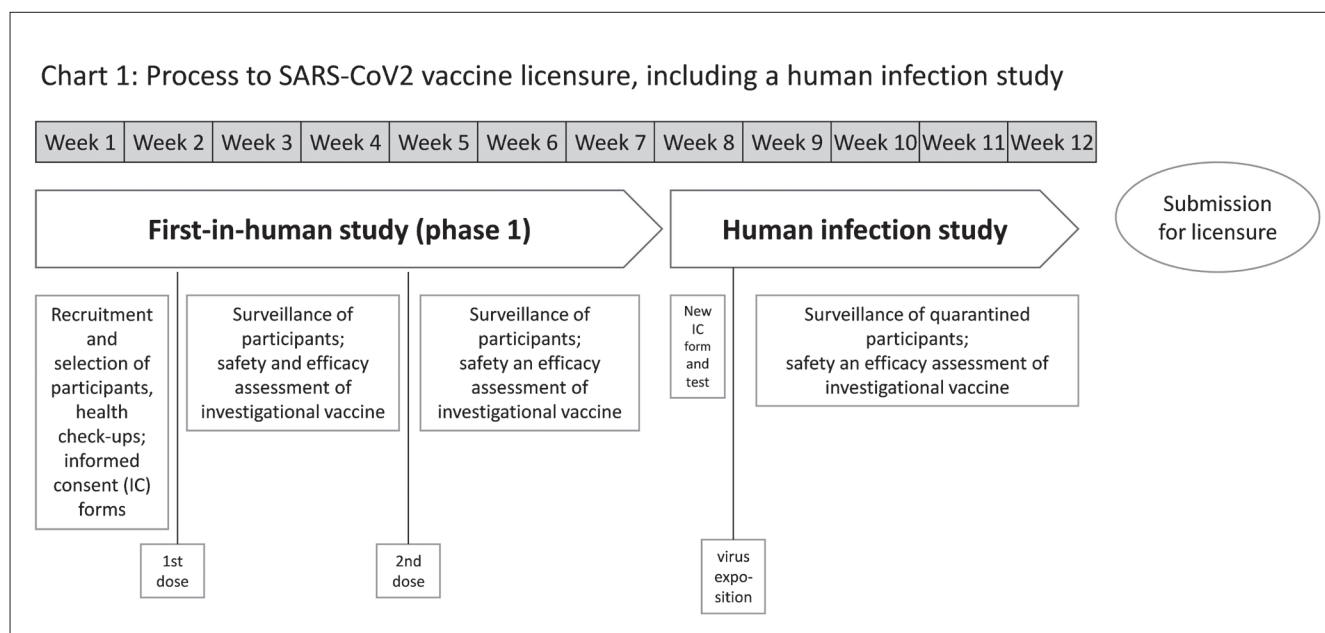 Chart 1: Process to SARS-CoV2 vaccine licensure, including a human infection study
Week 1 Week 2 Week 3 Week 4 Week 5 Week 6 Week 7 Week 8 Week 9 Week 10 Week 11 Week 12
First-in-human study (phase 1)
Human infection study
Submission
for licensure
Recruitment
and
selection of
participants,
health
check-ups;
informed
consent (IC)
forms
Surveillance of
participants;
safety and efficacy
assessment of
investigational vaccine
Surveillance of
participants;
safety an efficacy
assessment of
investigational vaccine
New
IC
form
and
test
Surveillance of quarantined
participants;
safety an efficacy assessment of
investigational vaccine
1st
dose
2nd
dose
virus
expo-
sition